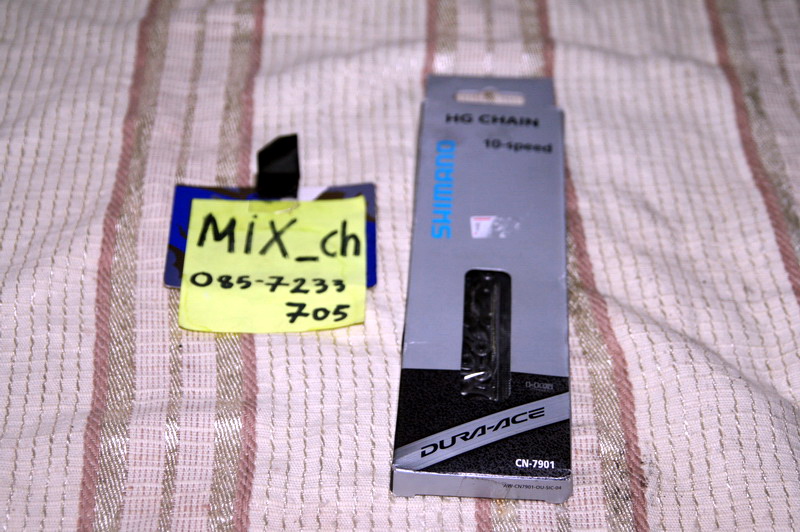 MiX_ch
085-7233
705
HG CHAIN
10-speed
SHIMANO
DURA-ACE
CN-7901